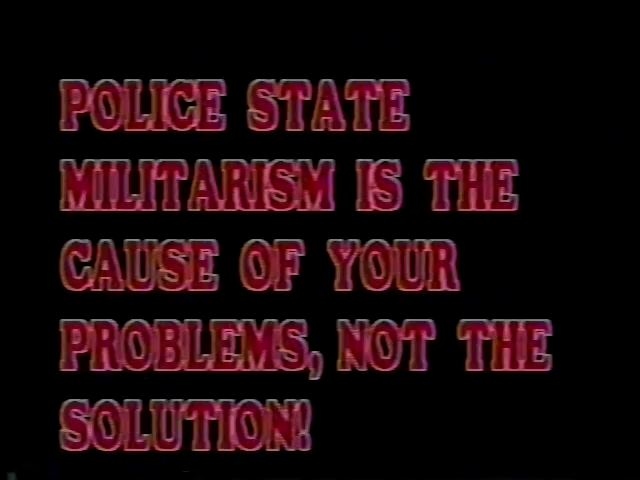 POLICE STATE
MILITARISM IS THE
CAUSE OF YOUR
PROBLEMS, NOT THE
SOLUTION!